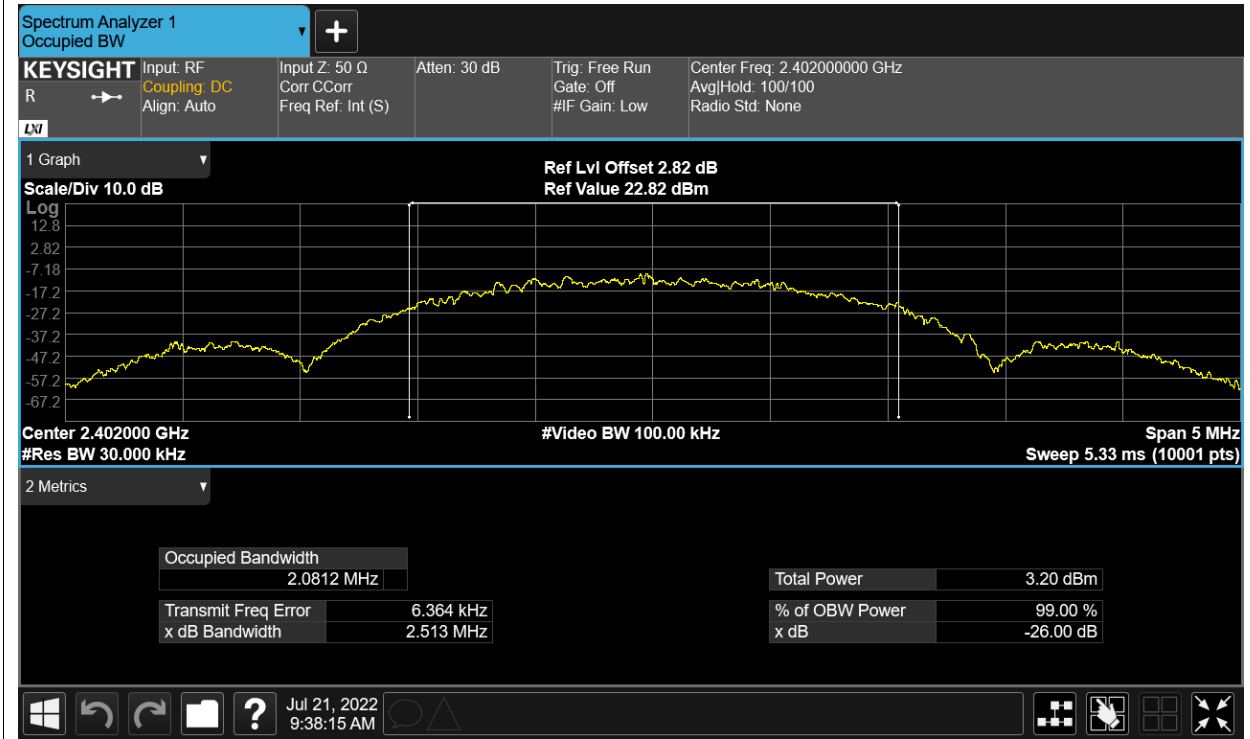 Spectrum Analyzer 1
Occupied BW
KEYSIGHT
R
LXI
Input: RF
Coupling: DC
Align: Auto
Input Z: 50 Ω
Corr CCorr
Freq Ref: Int (S)
Atten: 30 dB
Trig: Free Run
Gate: Off
#IF Gain: Low
Center Freq: 2.402000000 GHz
Avg|Hold: 100/100
Radio Std: None
1 Graph
Scale/Div 10.0 dB
Ref Lvl Offset 2.82 dB
Ref Value 22.82 dBm
Log
12.8
2.82
-7.18
-17.2
-27.2
-37.2
-47.2
-57.2
-67.2
Center 2.402000 GHz
#Video BW 100.00 kHz
Span 5 MHz
#Res BW 30.000 kHz
Sweep 5.33 ms (10001 pts)
2 Metrics
Occupied Bandwidth
2.0812 MHz
Total Power 3.20 dBm
Transmit Freq Error 6.364 kHz
% of OBW Power 99.00 %
x dB Bandwidth 2.513 MHz
x dB -26.00 dB
?
Jul 21, 2022
9:38:15 AM